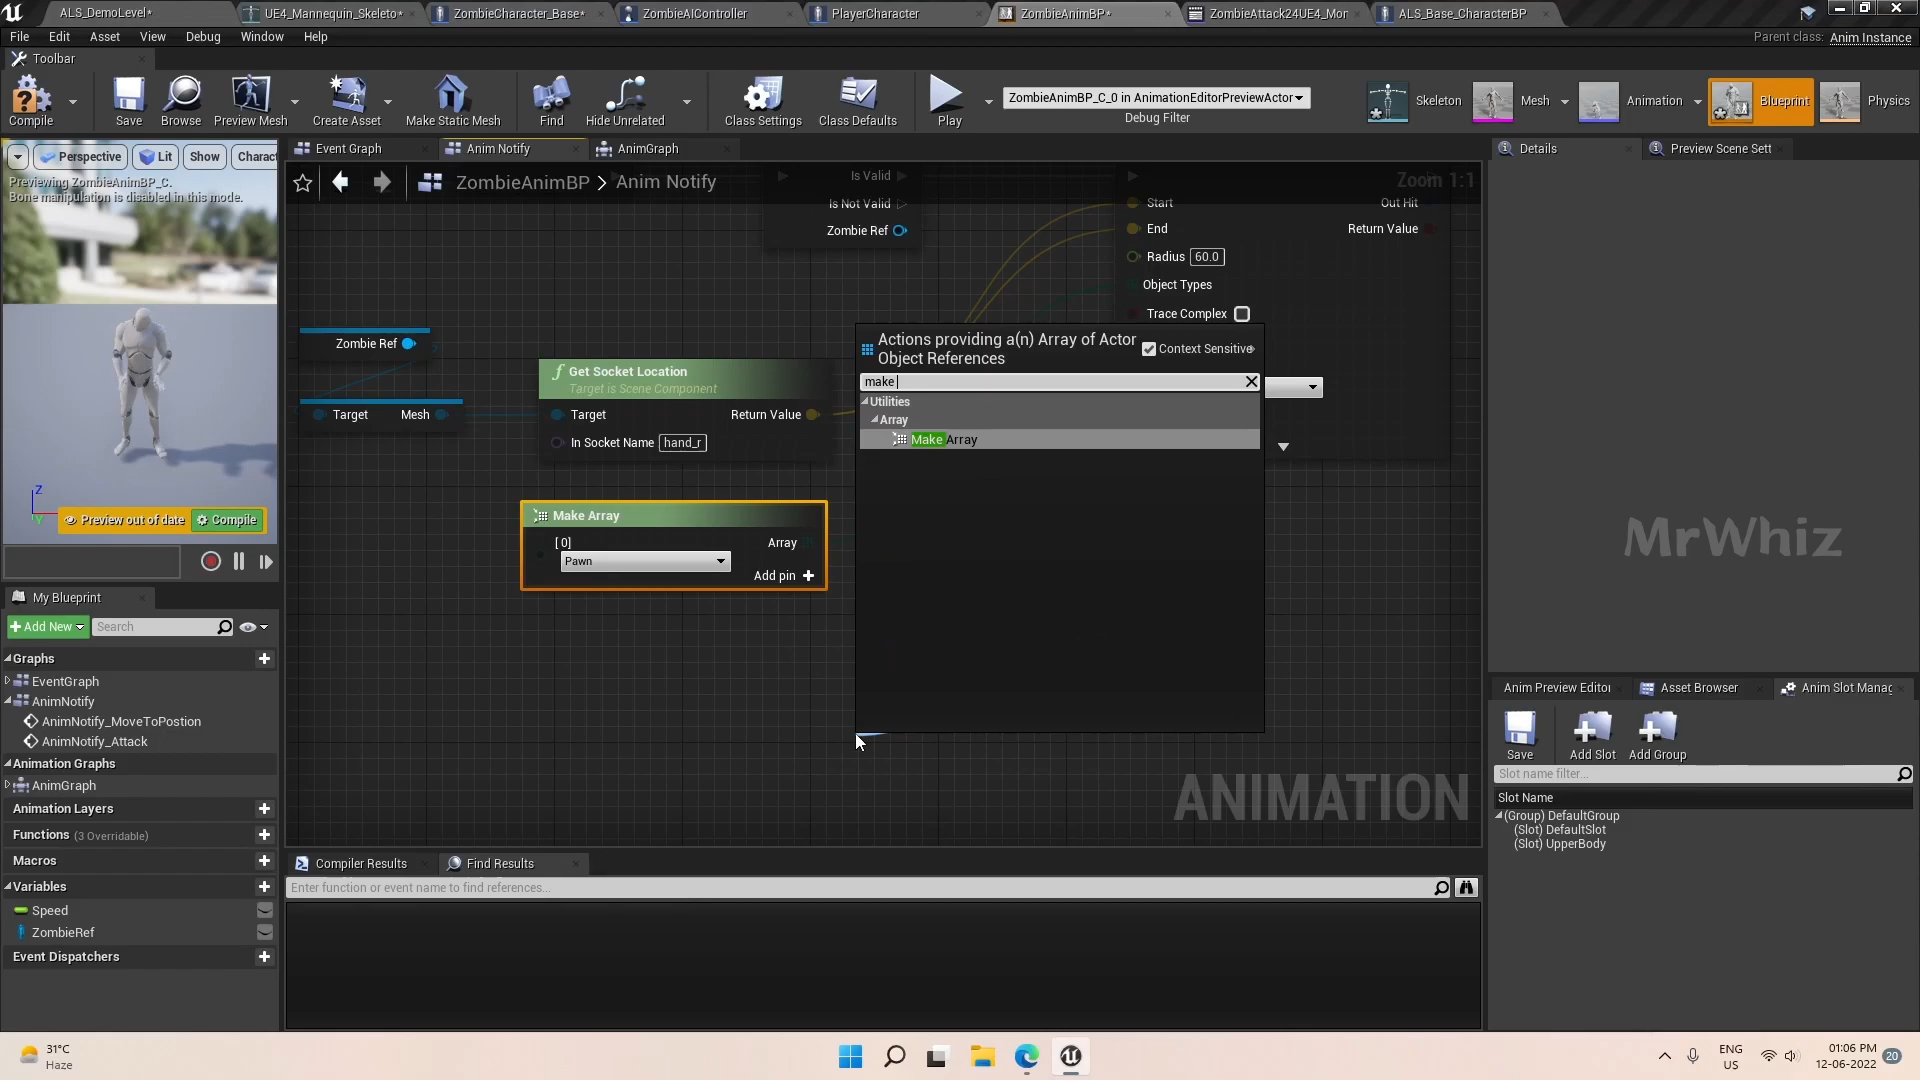 ALS_DemoLevel*
UE4_Mannequin_Skeleto*
ZombieCharacter_Base*
ZombieAIController
PlayerCharacter
ZombieAnimBP*
ZombieAttack24UE4_Mor
ALS_Base_CharacterBP
File Edit Asset View Debug Window Help
Parent class: Anim Instance
Toolbar
Compile
Save
Browse
Preview Mesh
Create Asset
Make Static Mesh
Find
Hide Unrelated
Class Settings
Class Defaults
Play
ZombieAnimBP_C_0 in AnimationEditorPreviewActor
Debug Filter
Skeleton
Mesh
Animation
Blueprint
Physics
Perspective
Lit
Show
Charact
Previewing ZombieAnimBP_C.
Bone manipulation is disabled in this mode.
Z
Y
Preview out of date
Compile
Event Graph
Anim Notify
AnimGraph
ZombieAnimBP > Anim Notify
Zoom 1:1
Is Valid
Is Not Valid
Zombie Ref
Start
Out Hit
End
Return Value
Radius 60.0
Object Types
Trace Complex
Zombie Ref
Target Mesh
Get Socket Location
Target is Scene Component
Target
Return Value
In Socket Name hand_r
Make Array
[0]
Array
Pawn
Add pin +
Actions providing a(n) Array of Actor
Object References
Context Sensitive
make
Utilities
Array
Make Array
MrWhiz
ANIMATION
Details
Preview Scene Sett
My Blueprint
Add New
Search
Graphs
EventGraph
AnimNotify
AnimNotify_MoveToPostion
AnimNotify_Attack
Animation Graphs
AnimGraph
Animation Layers
Functions (3 Overridable)
Macros
Variables
Speed
ZombieRef
Event Dispatchers
Compiler Results
Find Results
Enter function or event name to find references...
Anim Preview Editor
Asset Browser
Anim Slot Manag
Save
Add Slot
Add Group
Slot name filter...
Slot Name
(Group) DefaultGroup
(Slot) DefaultSlot
(Slot) UpperBody
31°C
Haze
ENG
US
01:06 PM
12-06-2022
20